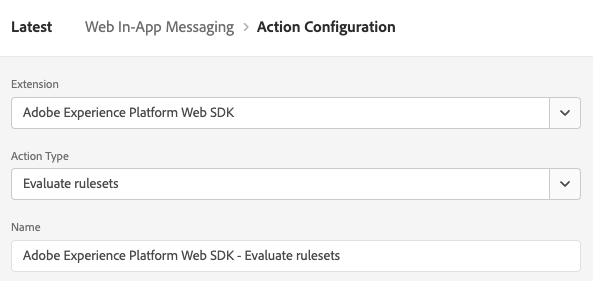 Latest Web In-App Messaging > Action Configuration
Extension
Adobe Experience Platform Web SDK
Action Type
Evaluate rulesets
Name
Adobe Experience Platform Web SDK - Evaluate rulesets